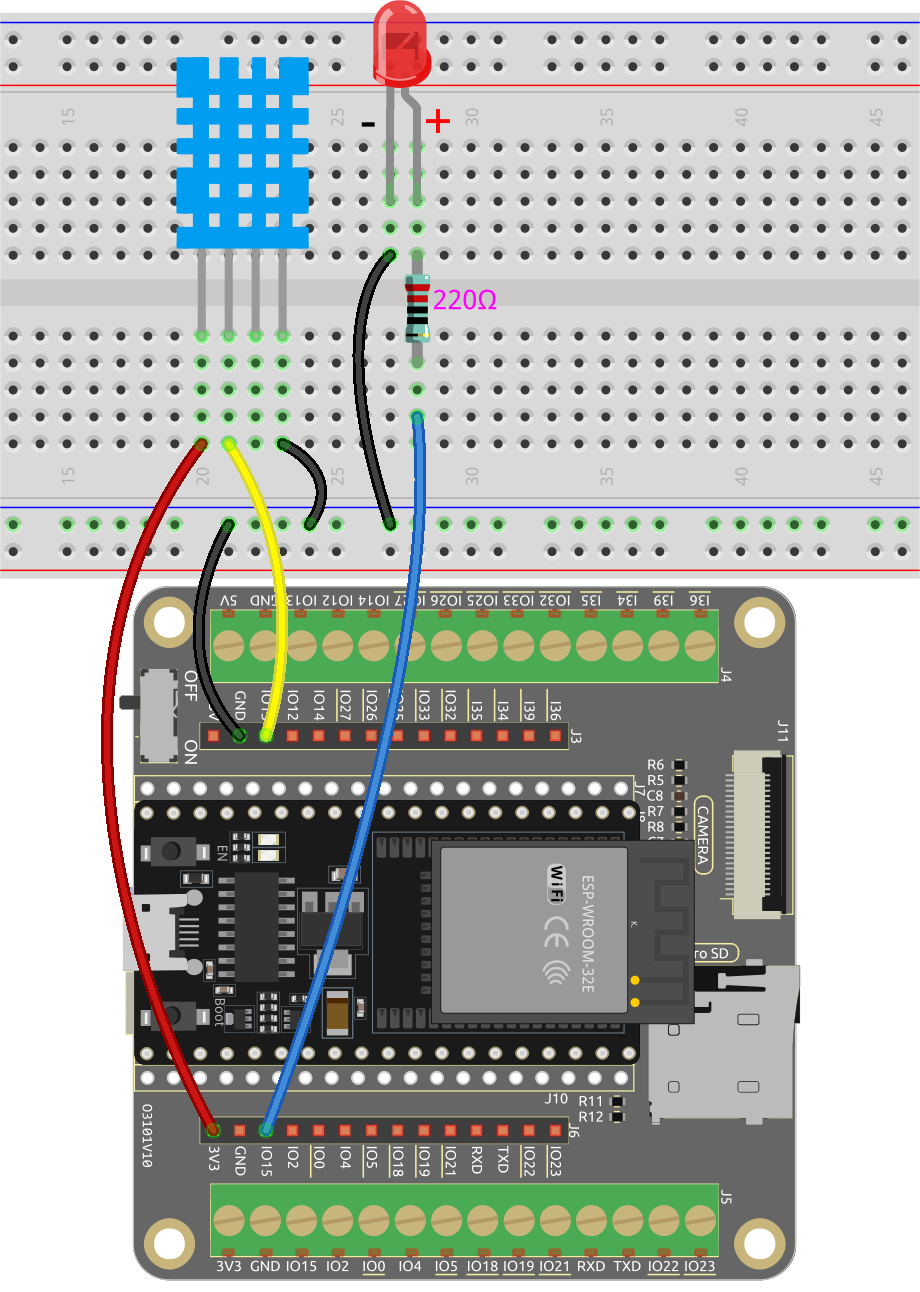 15 25 30 35 40 45
- +
220Ω
15 20 25 30 35 40 45
5V GND IO13 IO12 IO14 IO27 IO26 IO25 IO33 IO32 I35 I34 I39 I36
J4
OFF
GND IO12 IO14 IO27 IO26 IO33 IO32 I35 I34 I39 I36
J3
ON
J11
R6
J7
R5
C8
R7
R8
CAMERA
EN
WiFi
CE
ESP-WROOM-32E
K.
ro SD
Boot
J10
R11
R12
O3101V10
J6
3V3 GND IO15 IO2 IO0 IO4 IO5 IO18 IO19 IO21 RXD TXD IO22 IO23
J5
3V3 GND IO15 IO2 IO0 IO4 IO5 IO18 IO19 IO21 RXD TXD IO22 IO23